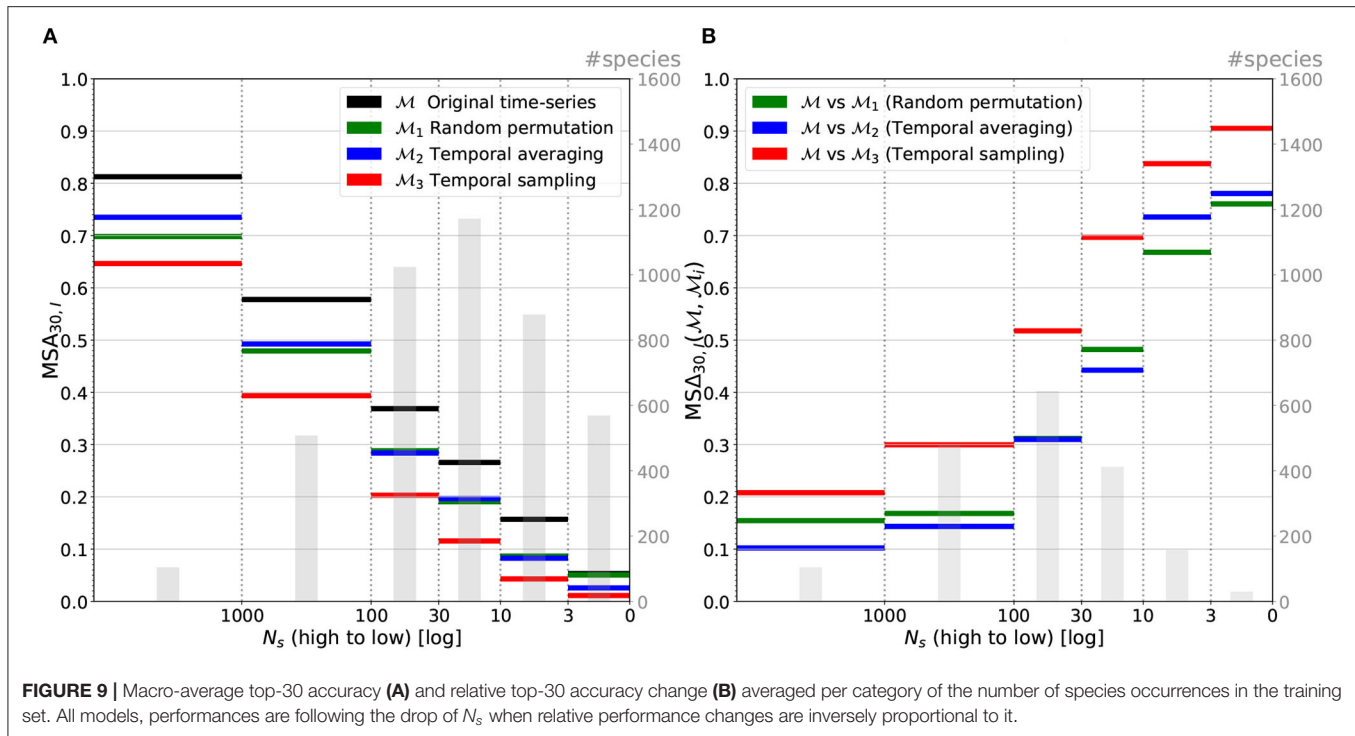 A
#species
1.0
0.9
0.8
0.7
0.6
0.5
0.4
0.3
0.2
0.1
0.0
MSA30, l
ℳ Original time-series
ℳ1 Random permutation
ℳ2 Temporal averaging
ℳ3 Temporal sampling
1600
1400
1200
1000
800
600
400
200
0
1000 100 30 10 3 0
Ns (high to low) [log]
B
#species
1.0
0.9
0.8
0.7
0.6
0.5
0.4
0.3
0.2
0.1
0.0
MSΔ30, l(ℳ, ℳi)
ℳ vs ℳ1 (Random permutation)
ℳ vs ℳ2 (Temporal averaging)
ℳ vs ℳ3 (Temporal sampling)
1600
1400
1200
1000
800
600
400
200
0
1000 100 30 10 3 0
Ns (high to low) [log]
FIGURE 9 | Macro-average top-30 accuracy (A) and relative top-30 accuracy change (B) averaged per category of the number of species occurrences in the training
set. All models, performances are following the drop of Ns when relative performance changes are inversely proportional to it.